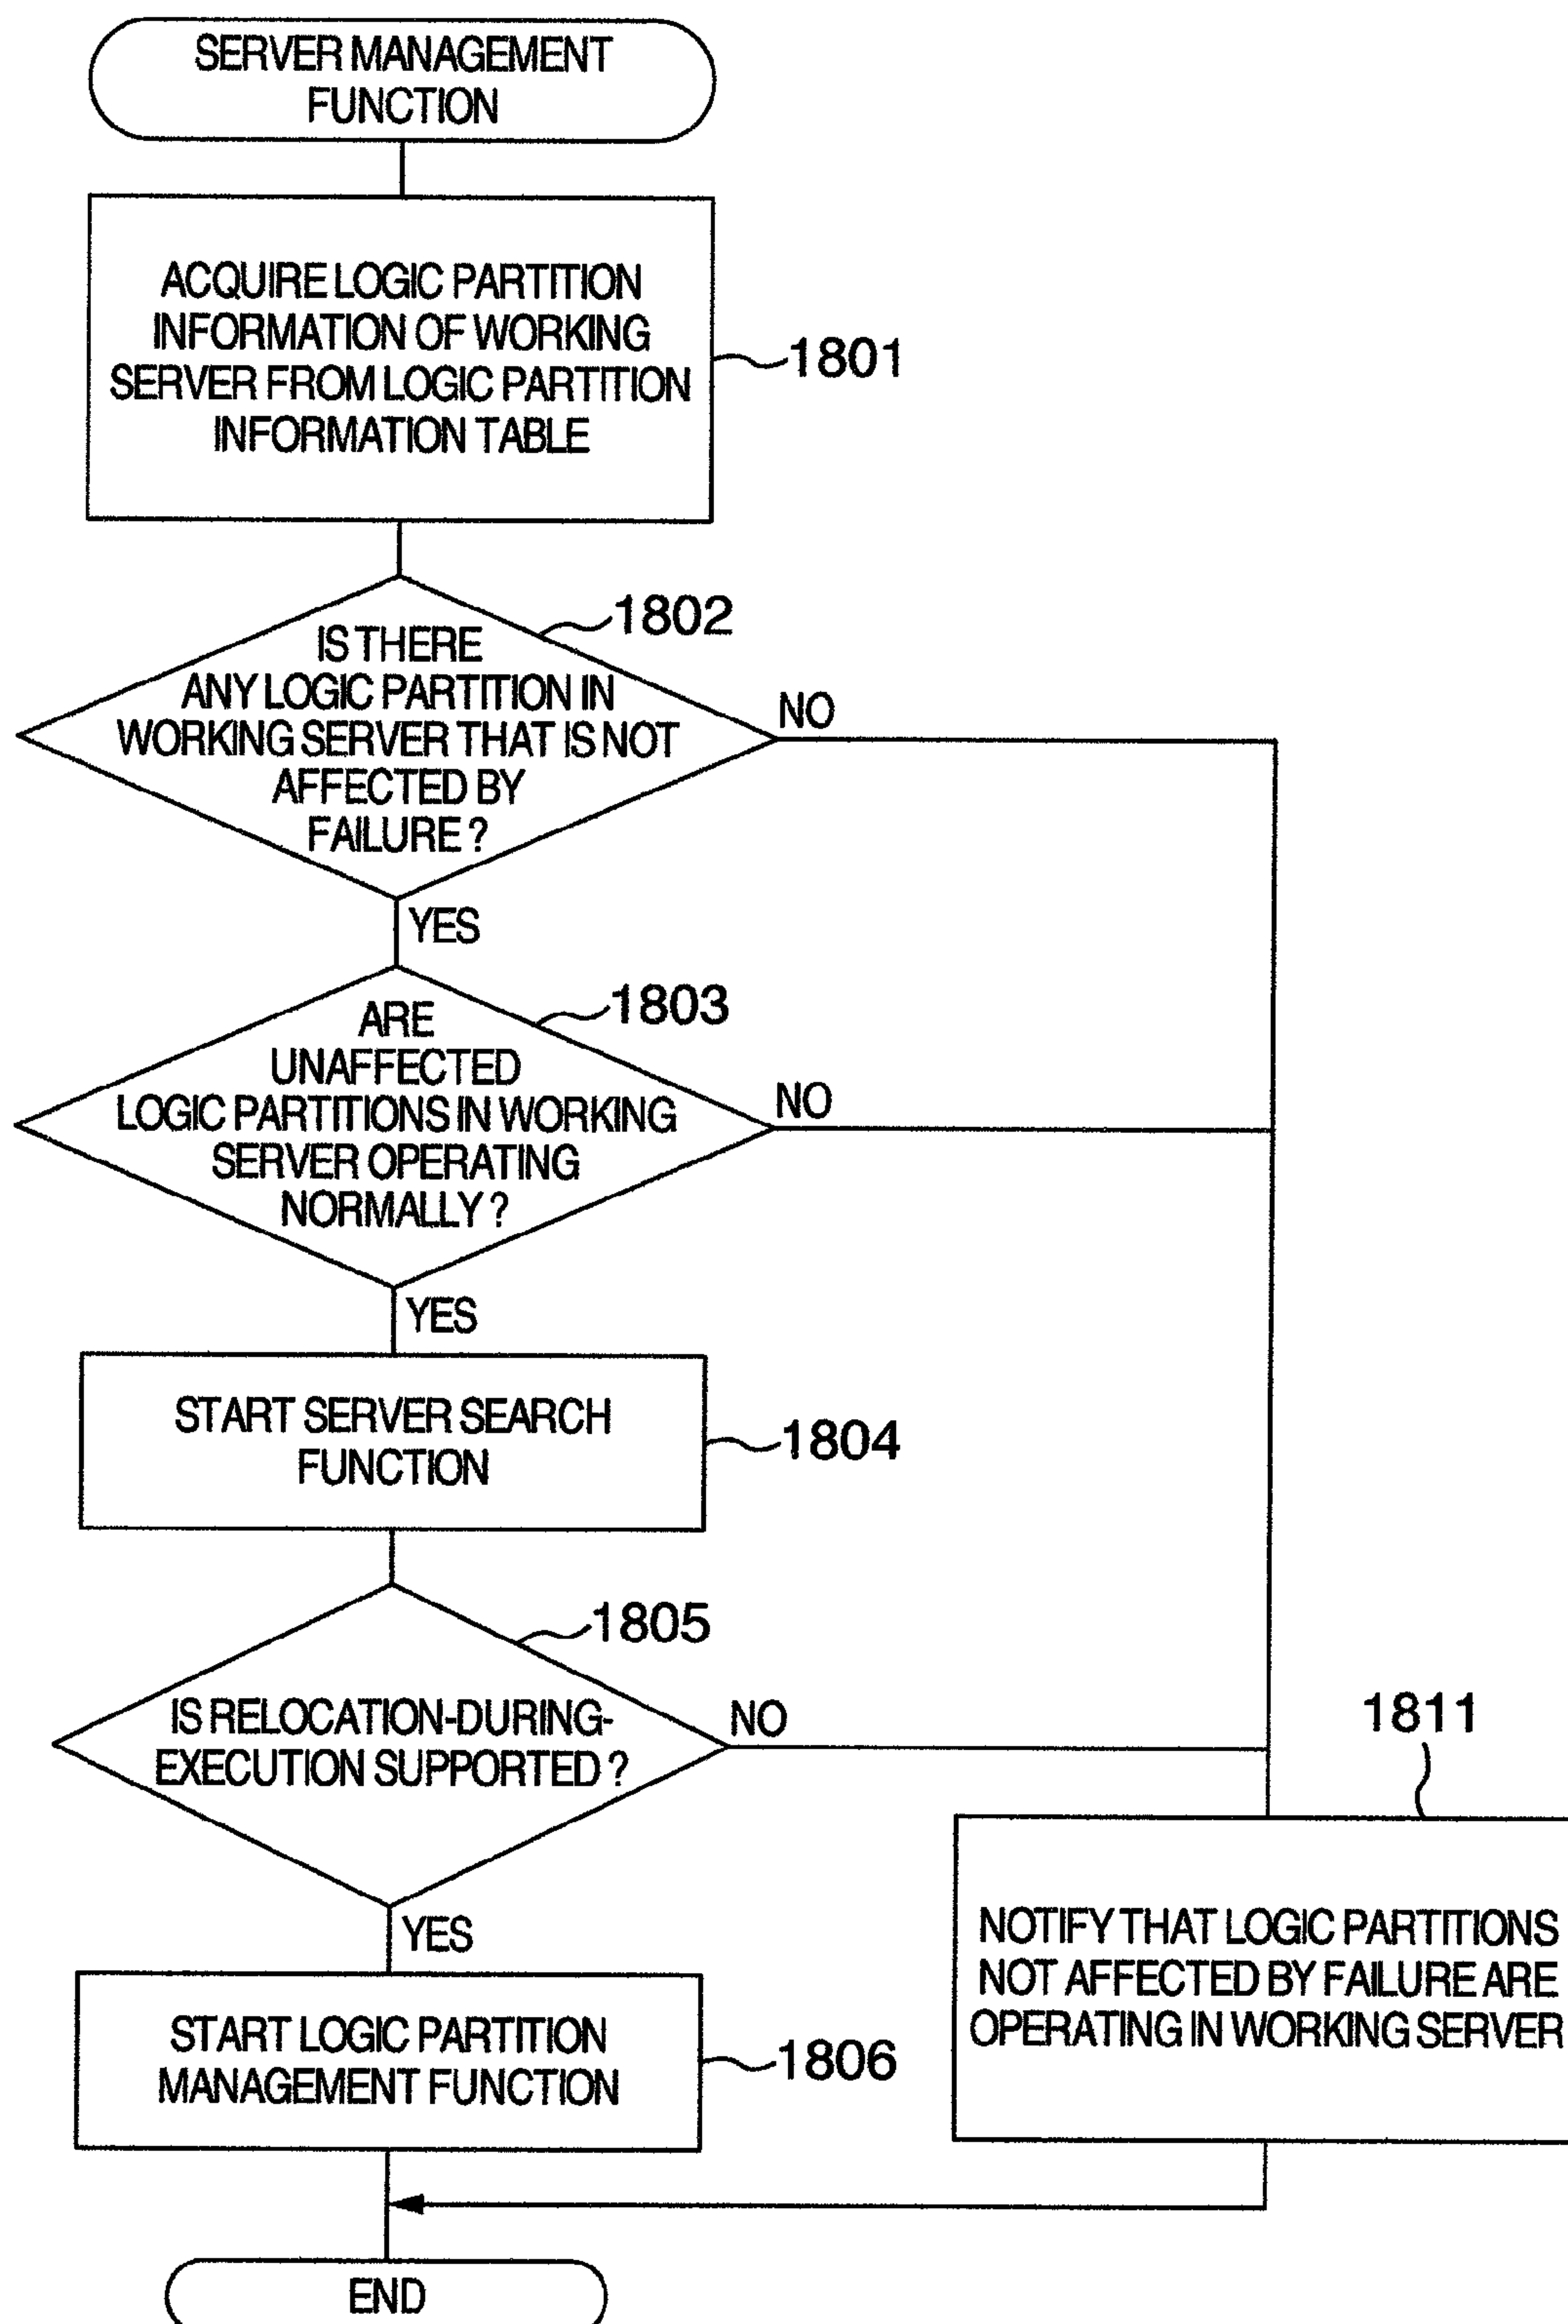 SERVER MANAGEMENT
FUNCTION
ACQUIRE LOGIC PARTITION
INFORMATION OF WORKING
SERVER FROM LOGIC PARTITION
INFORMATION TABLE
1801
1802
IS THERE
ANY LOGIC PARTITION IN
WORKING SERVER THAT IS NOT
AFFECTED BY
FAILURE ?
NO
YES
1803
ARE
UNAFFECTED
LOGIC PARTITIONS IN WORKING
SERVER OPERATING
NORMALLY ?
NO
YES
START SERVER SEARCH
FUNCTION
1804
1805
IS RELOCATION-DURING-
EXECUTION SUPPORTED ?
NO
YES
1811
NOTIFY THAT LOGIC PARTITIONS
NOT AFFECTED BY FAILURE ARE
OPERATING IN WORKING SERVER
START LOGIC PARTITION
MANAGEMENT FUNCTION
1806
END